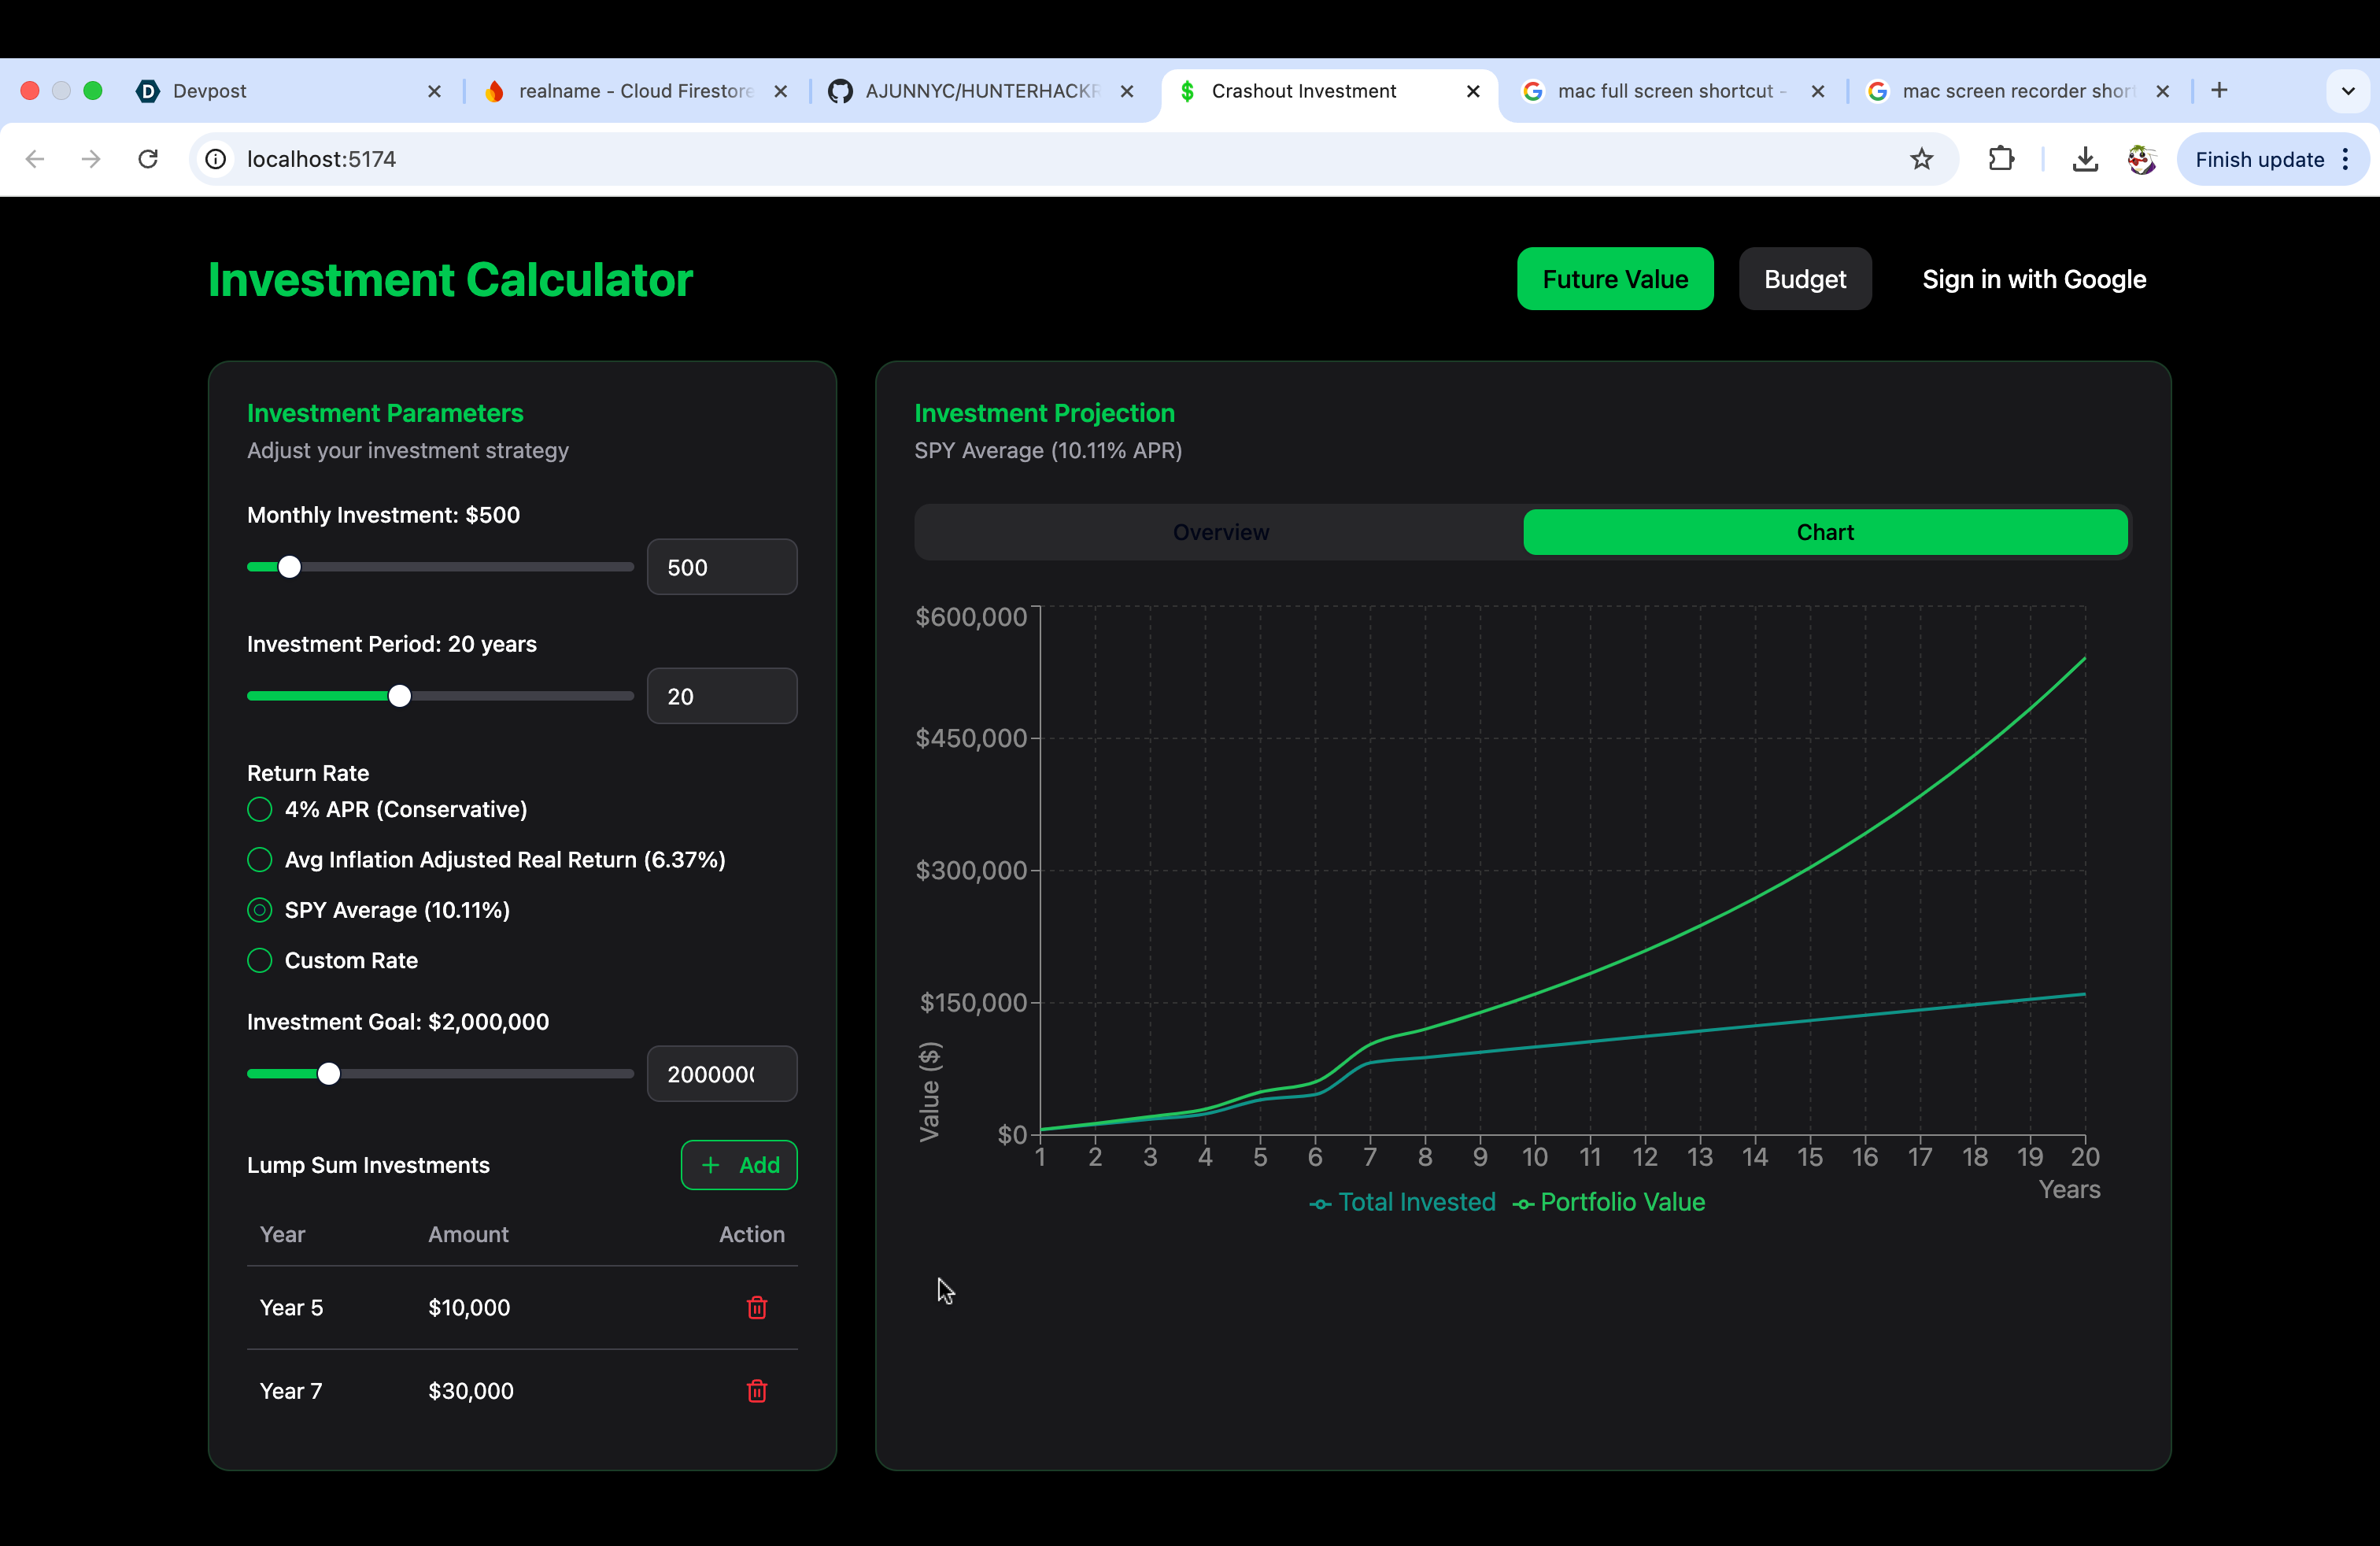 Devpost
realname - Cloud Firestore
AJUNNYC/HUNTERHACKF
Crashout Investment
mac full screen shortcut -
mac screen recorder short
localhost:5174
Finish update
Investment Calculator
Future Value
Budget
Sign in with Google
Investment Parameters
Adjust your investment strategy
Monthly Investment: $500
500
Investment Period: 20 years
20
Return Rate
4% APR (Conservative)
Avg Inflation Adjusted Real Return (6.37%)
SPY Average (10.11%)
Custom Rate
Investment Goal: $2,000,000
2000000
Lump Sum Investments
+ Add
Year Amount Action
Year 5 $10,000
Year 7 $30,000
Investment Projection
SPY Average (10.11% APR)
Overview
Chart
$600,000
$450,000
$300,000
$150,000
$0
Value ($)
1 2 3 4 5 6 7 8 9 10 11 12 13 14 15 16 17 18 19 20
Years
Total Invested Portfolio Value